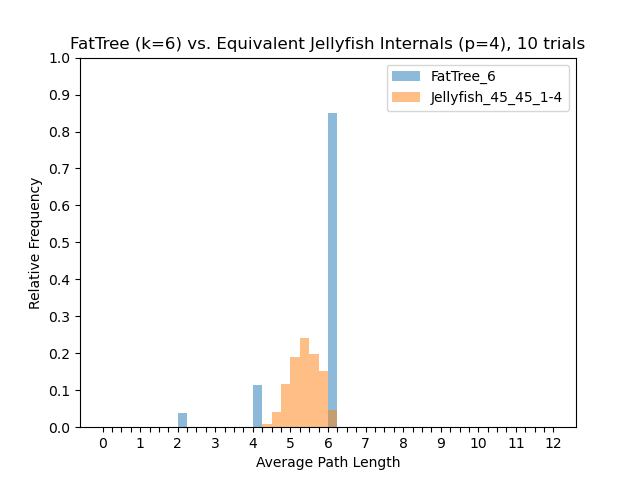 FatTree (k=6) vs. Equivalent Jellyfish Internals (p=4), 10 trials
FatTree_6
Jellyfish_45_45_1-4
Relative Frequency
1.0
0.9
0.8
0.7
0.6
0.5
0.4
0.3
0.2
0.1
0.0
0 1 2 3 4 5 6 7 8 9 10 11 12
Average Path Length